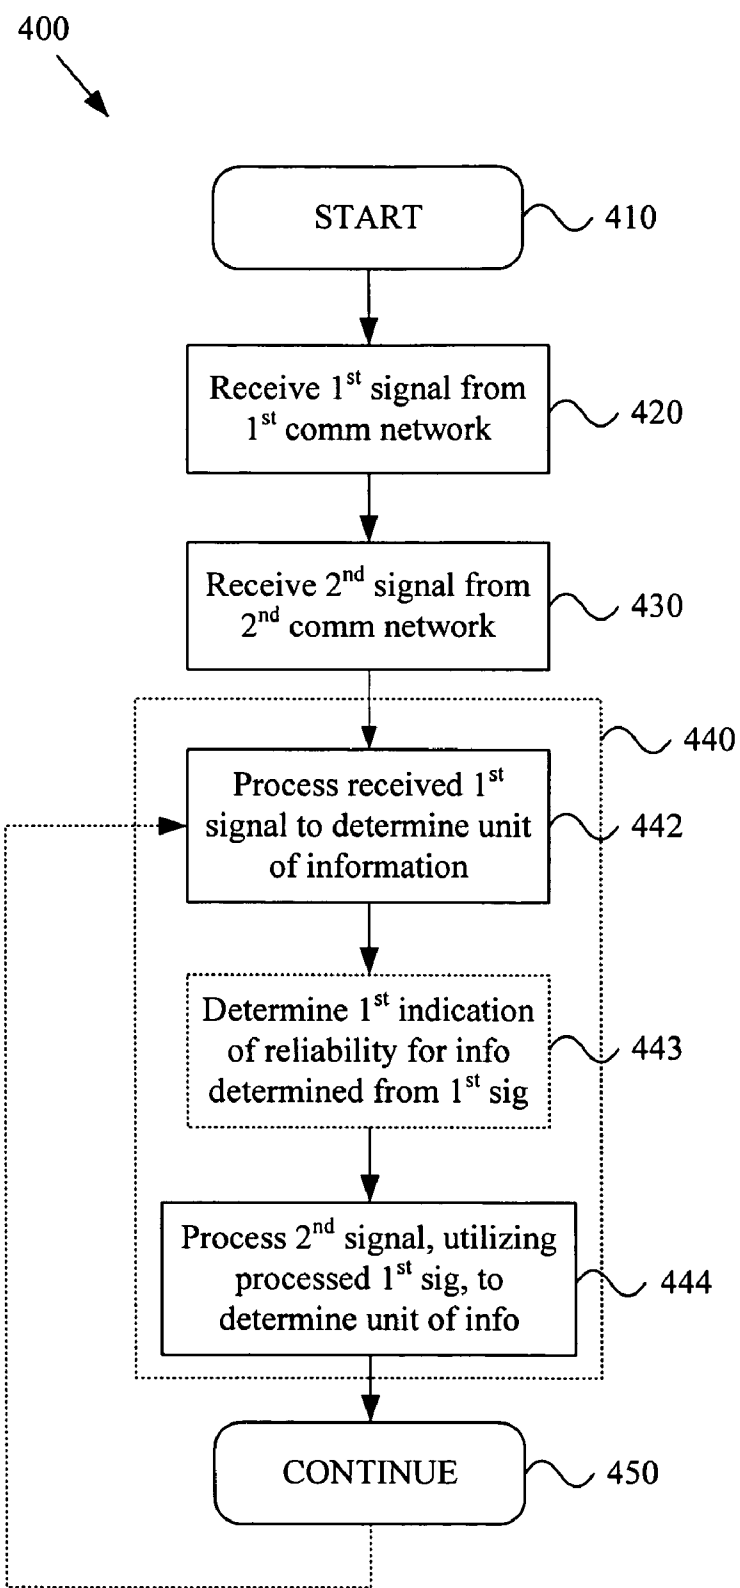 400
START
410
Receive 1st signal from
1st comm network
420
Receive 2nd signal from
2nd comm network
430
440
Process received 1st
signal to determine unit
of information
442
Determine 1st indication
of reliability for info
determined from 1st sig
443
Process 2nd signal, utilizing
processed 1st sig, to
determine unit of info
444
CONTINUE
450